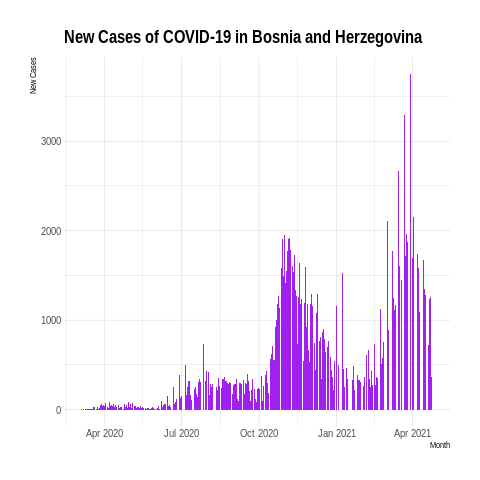 New Cases of COVID-19 in Bosnia and Herzegovina
New Cases
3000
2000
1000
0
Apr 2020 Jul 2020 Oct 2020 Jan 2021 Apr 2021
Month